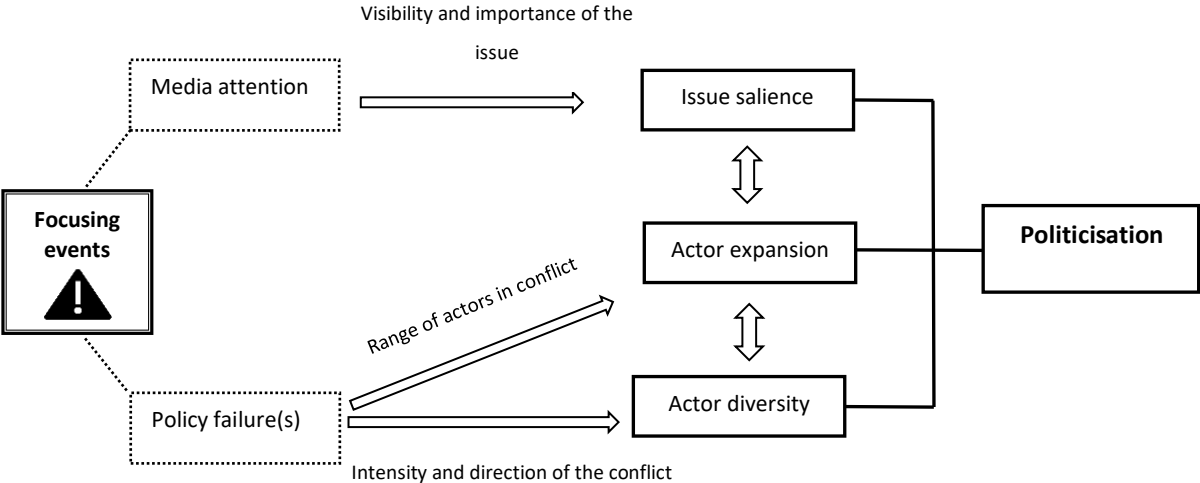 Visibility and importance of the
issue
Media attention
Issue salience
Focusing
events
Actor expansion
Politicisation
Range of actors in conflict
Policy failure(s)
Actor diversity
Intensity and direction of the conflict